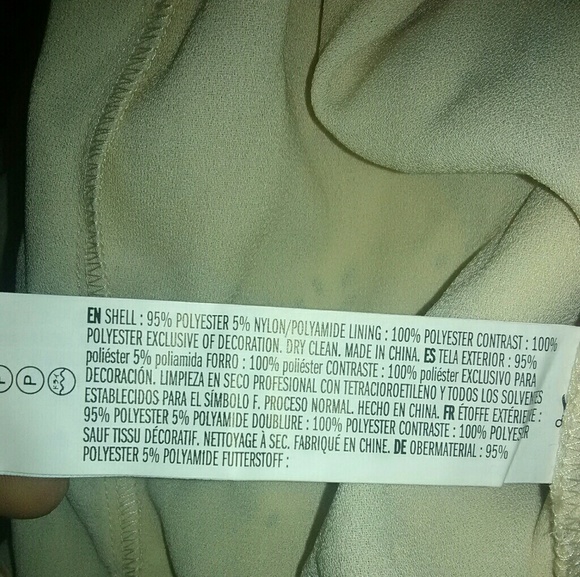 EN SHELL : 95% POLYESTER 5% NYLON/POLYAMIDE LINING : 100% POLYESTER CONTRAST : 100%
POLYESTER EXCLUSIVE OF DECORATION. DRY CLEAN. MADE IN CHINA. ES TELA EXTERIOR : 95%
poliéster 5% poliamida FORRO : 100% poliéster CONTRASTE : 100% poliéster EXCLUSIVO PARA
DECORACIÓN. LIMPIEZA EN SECO PROFESIONAL CON TETRACIOROETILENO Y TODOS LOS SOLVENTES
ESTABLECIDOS PARA EL SÍMBOLO F. PROCESO NORMAL. HECHO EN CHINA. FR ÉTOFFE EXTÉRIEURE :
95% POLYESTER 5% POLYAMIDE DOUBLURE : 100% POLYESTER CONTRASTE : 100% POLYESTER
SAUF TISSU DÉCORATIF. NETTOYAGE À SEC. FABRIQUÉ EN CHINE. DE OBERMATERIAL : 95%
POLYESTER 5% POLYAMIDE FUTTERSTOFF :
P